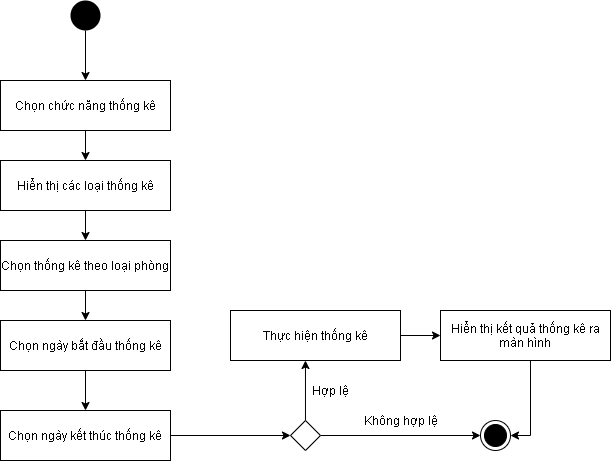 Chọn chức năng thống kê
Hiển thị các loại thống kê
Chọn thống kê theo loại phòng
Chọn ngày bắt đầu thống kê
Chọn ngày kết thúc thống kê
Thực hiện thống kê
Hiển thị kết quả thống kê ra
màn hình
Hợp lệ
Không hợp lệ